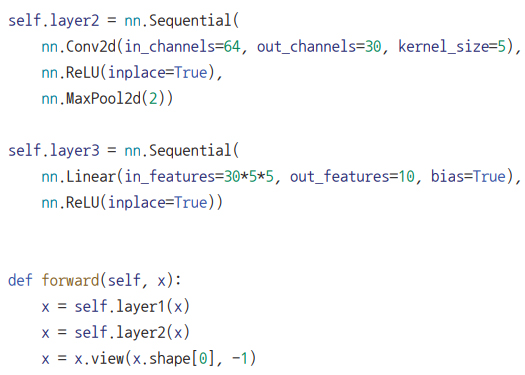 self.layer2 = nn.Sequential(
    nn.Conv2d(in_channels=64, out_channels=30, kernel_size=5),
    nn.ReLU(inplace=True),
    nn.MaxPool2d(2))

self.layer3 = nn.Sequential(
    nn.Linear(in_features=30*5*5, out_features=10, bias=True),
    nn.ReLU(inplace=True))

def forward(self, x):
    x = self.layer1(x)
    x = self.layer2(x)
    x = x.view(x.shape[0], -1)